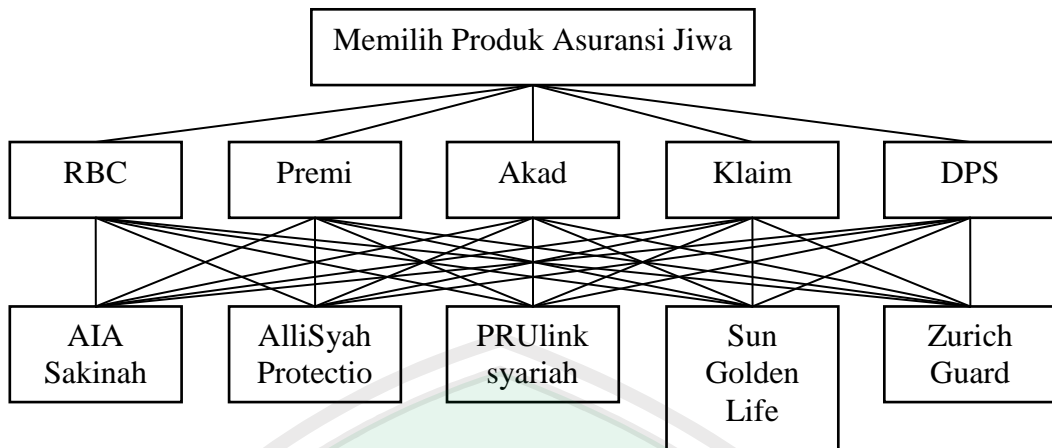 Memilih Produk Asuransi Jiwa
RBC
Premi
Akad
Klaim
DPS
AIA
Sakinah
AlliSyah
Protectio
PRUlink
syariah
Sun
Golden
Life
Zurich
Guard